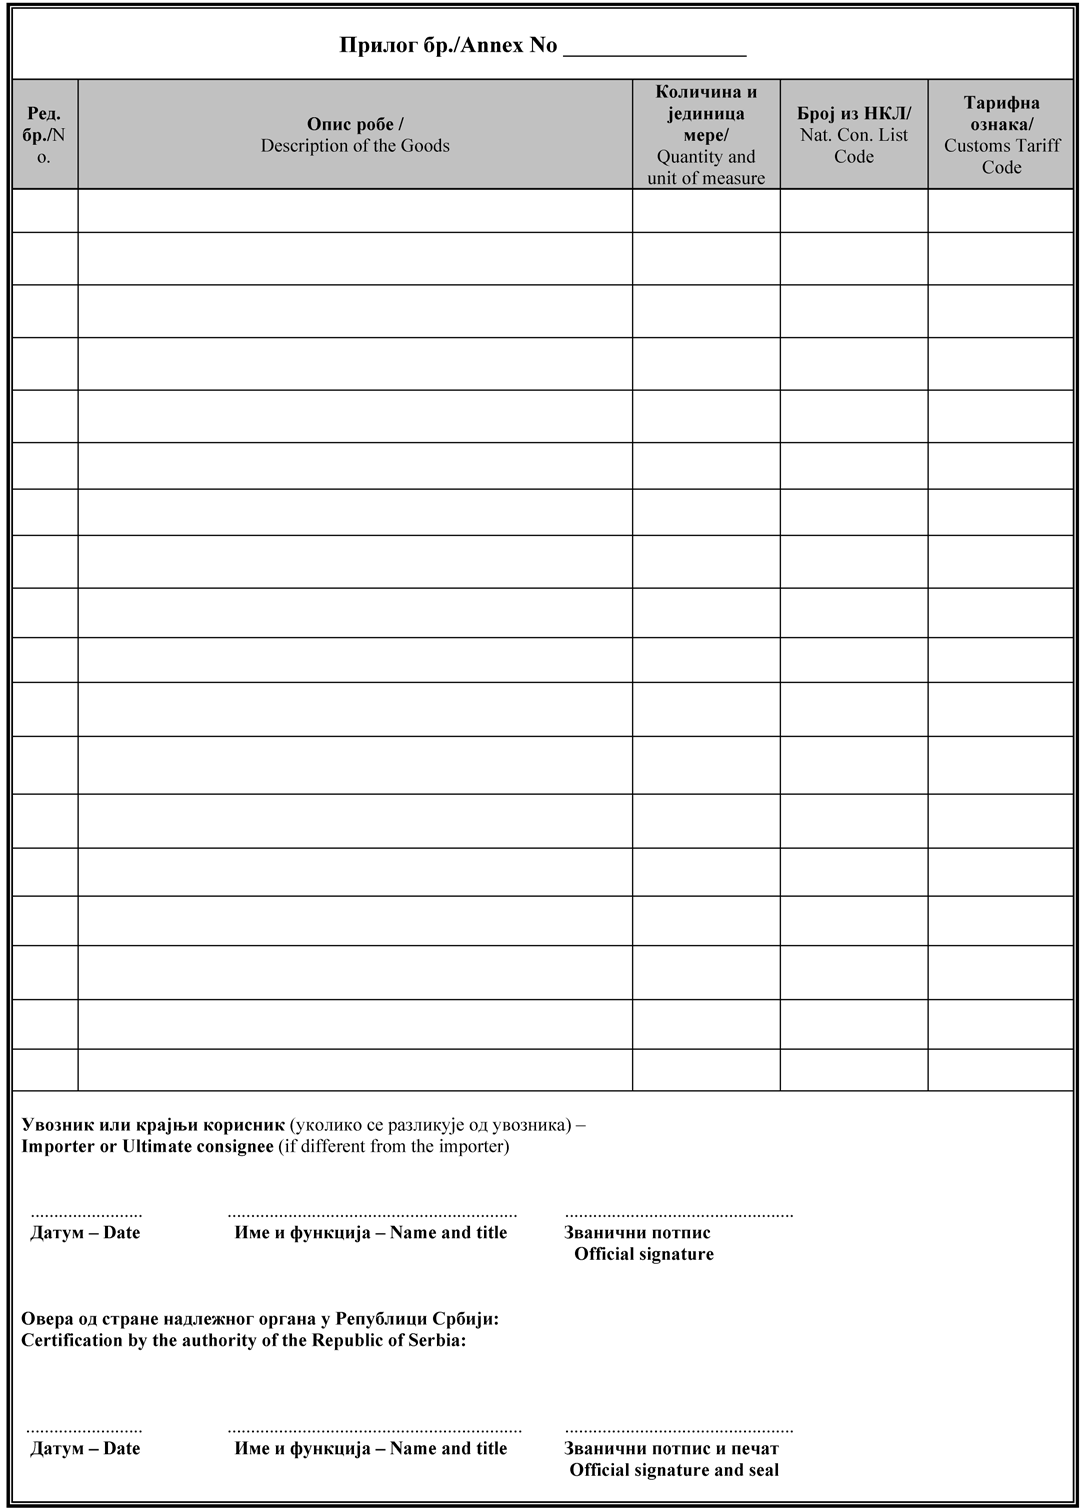 Прилог бр./Annex No _______________
Ред.
бр./N
о.
Опис робе /
Description of the Goods
Количина и
јединица
мере/
Quantity and
unit of measure
Број из НКЛ/
Nat. Con. List
Code
Тарифна
ознака/
Customs Tariff
Code
Увозник или крајњи корисник (уколико се разликује од увозника) –
Importer or Ultimate consignee (if different from the importer)
........................ .............................................................. .................................................
Датум – Date Име и функција – Name and title Званични потпис
Official signature
Овера од стране надлежног органа у Републици Србији:
Certification by the authority of the Republic of Serbia:
......................... ............................................................... .................................................
Датум – Date Име и функција – Name and title Званични потпис и печат
Official signature and seal